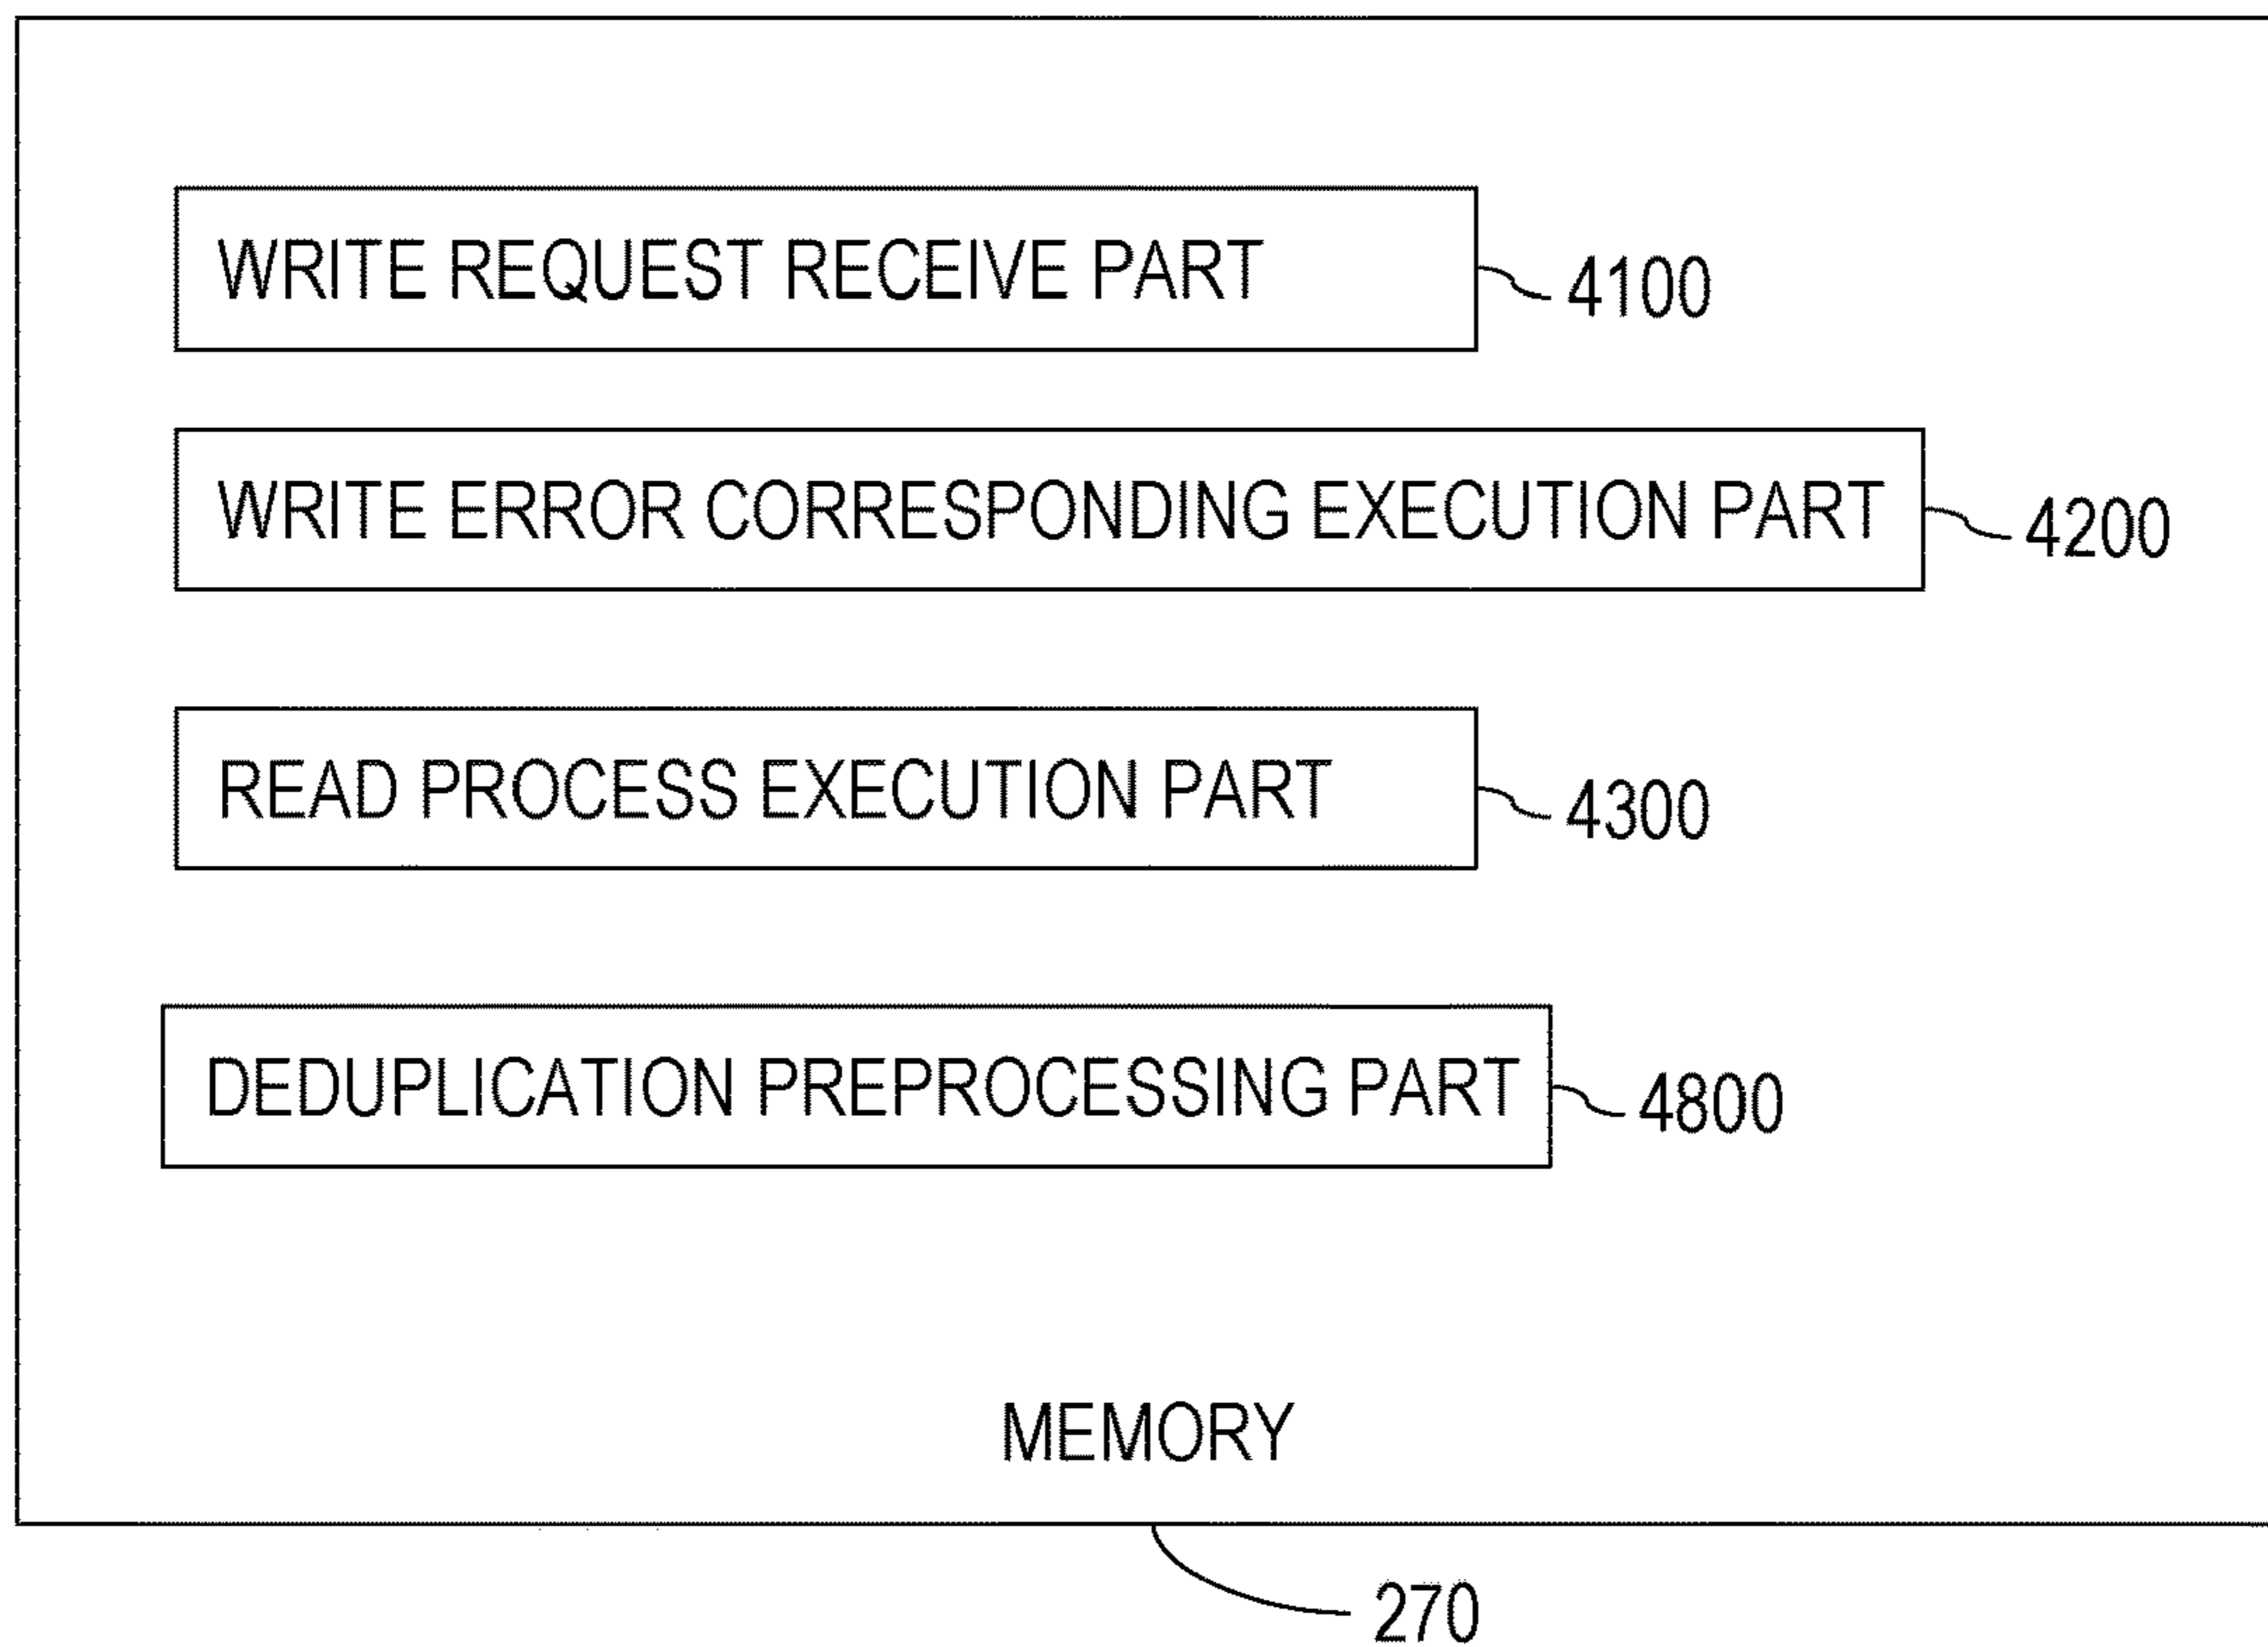 WRITE REQUEST RECEIVE PART
4100
WRITE ERROR CORRESPONDING EXECUTION PART
4200
READ PROCESS EXECUTION PART
4300
DEDUPLICATION PREPROCESSING PART
4800
MEMORY
270